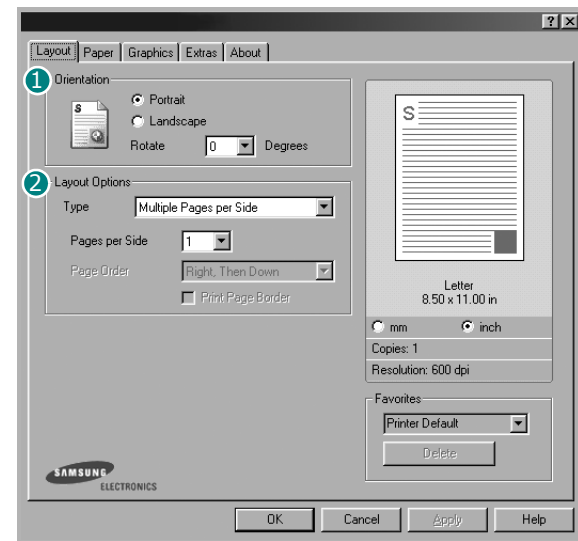 ? X
Layout Paper Graphics Extras About
1 Orientation
S
Portrait
Landscape
Rotate 0 Degrees
2 Layout Options
Type Multiple Pages per Side
Pages per Side 1
Page Order Right, Then Down
Print Page Border
S
Letter
8.50 x 11.00 in
mm inch
Copies: 1
Resolution: 600 dpi
Favorites
Printer Default
Delete
SAMSUNG
ELECTRONICS
OK Cancel Apply Help